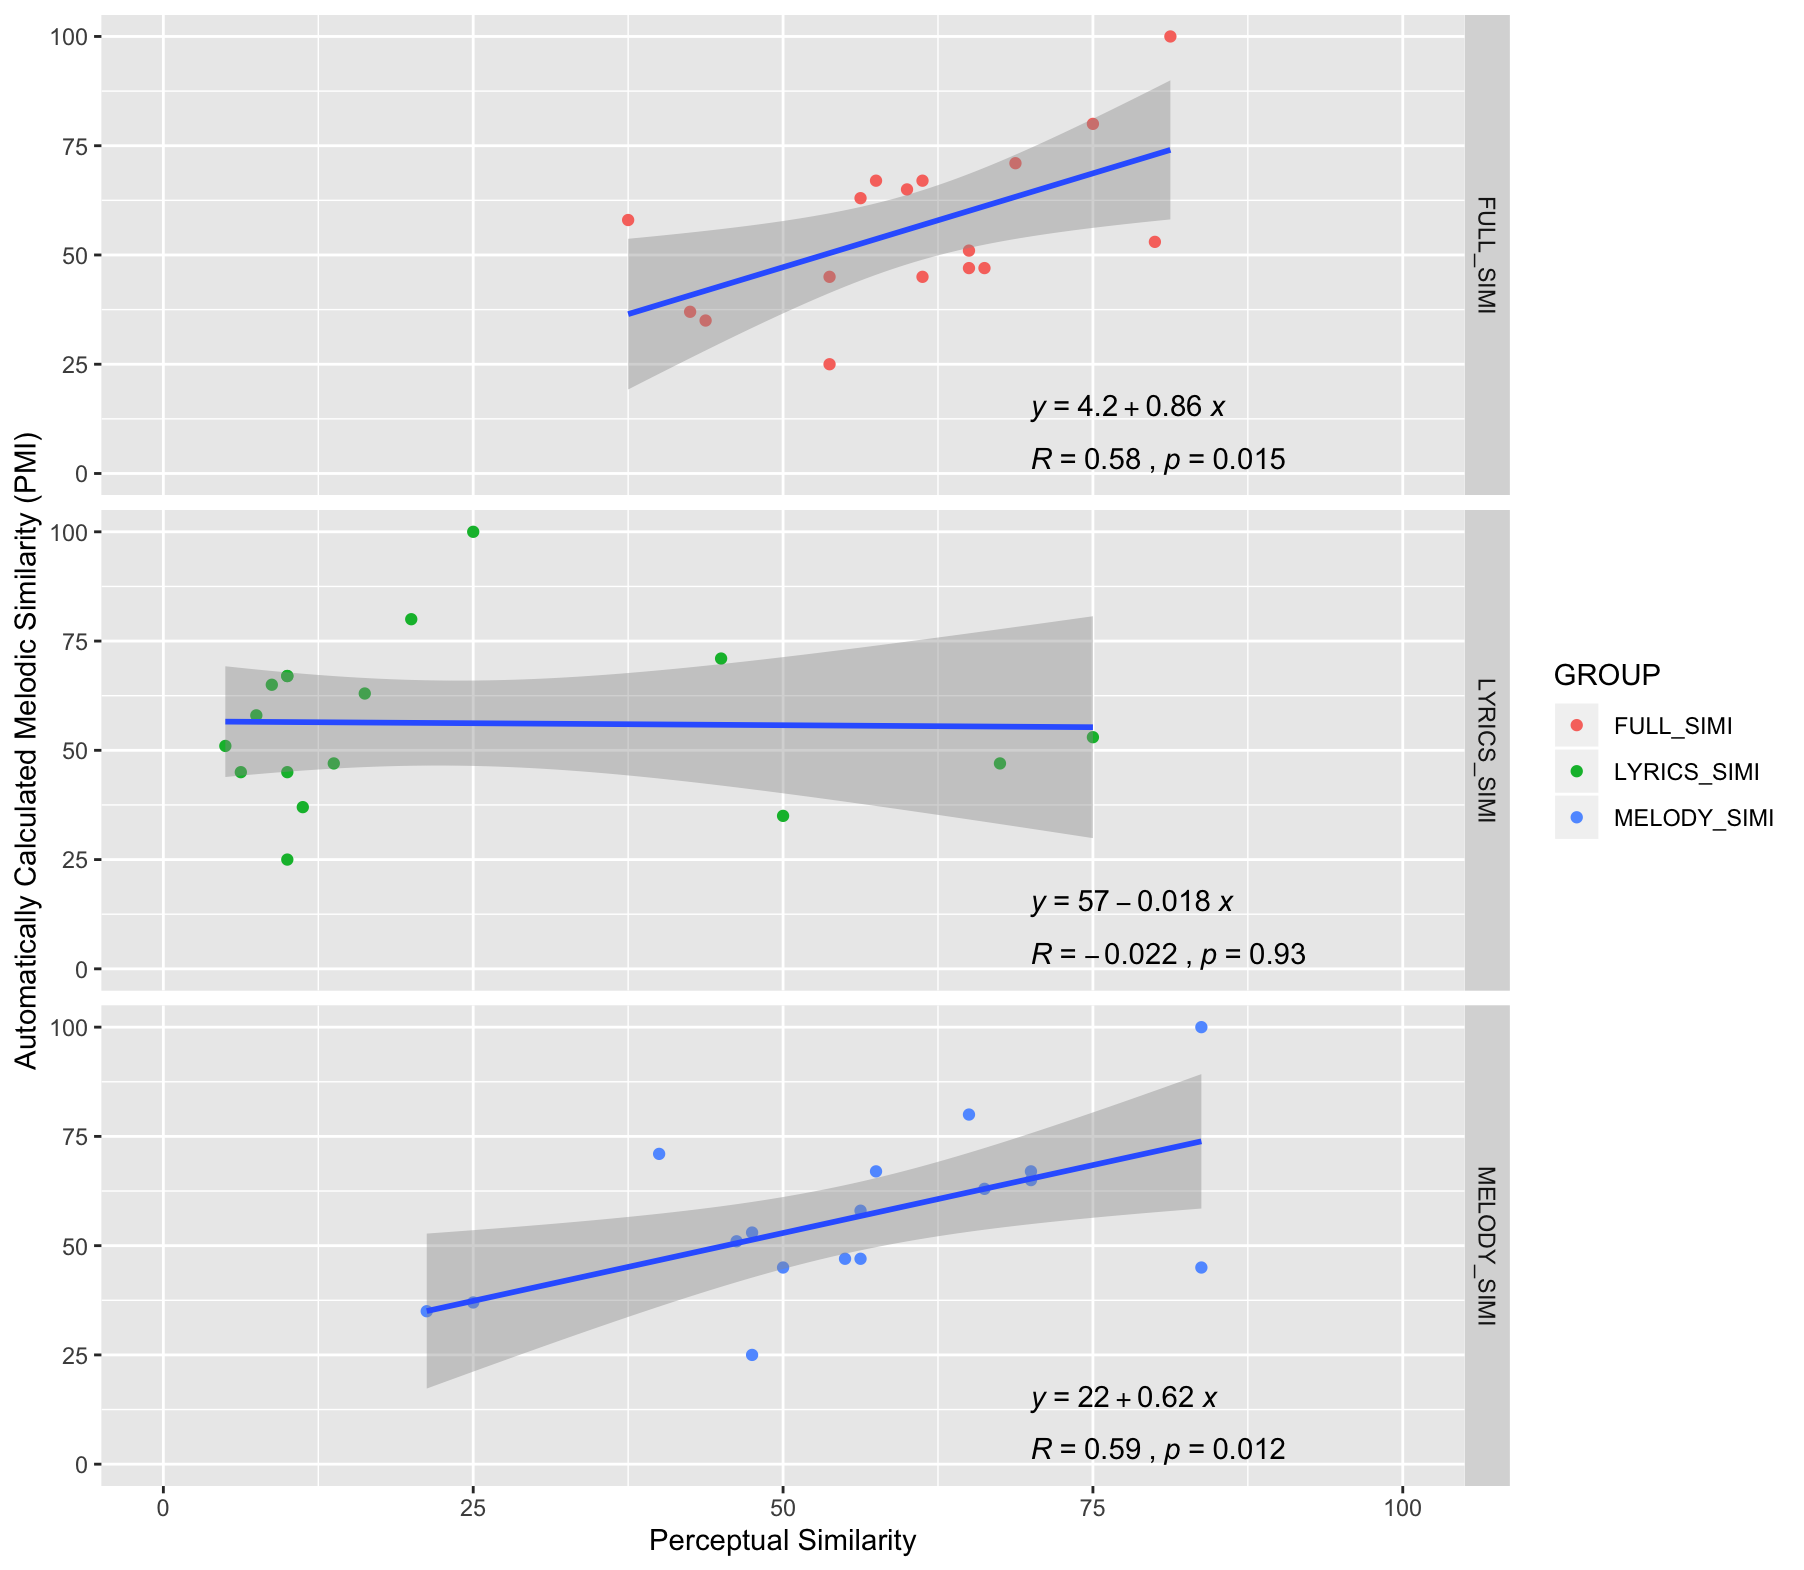 Automatically Calculated Melodic Similarity (PMI)
100
75
50
25
0
y = 4.2 + 0.86 x
R = 0.58 , p = 0.015
FULL_SIMI
100
75
50
25
0
y = 57 − 0.018 x
R = −0.022 , p = 0.93
LYRICS_SIMI
100
75
50
25
0
y = 22 + 0.62 x
R = 0.59 , p = 0.012
MELODY_SIMI
0 25 50 75 100
Perceptual Similarity
GROUP
FULL_SIMI
LYRICS_SIMI
MELODY_SIMI